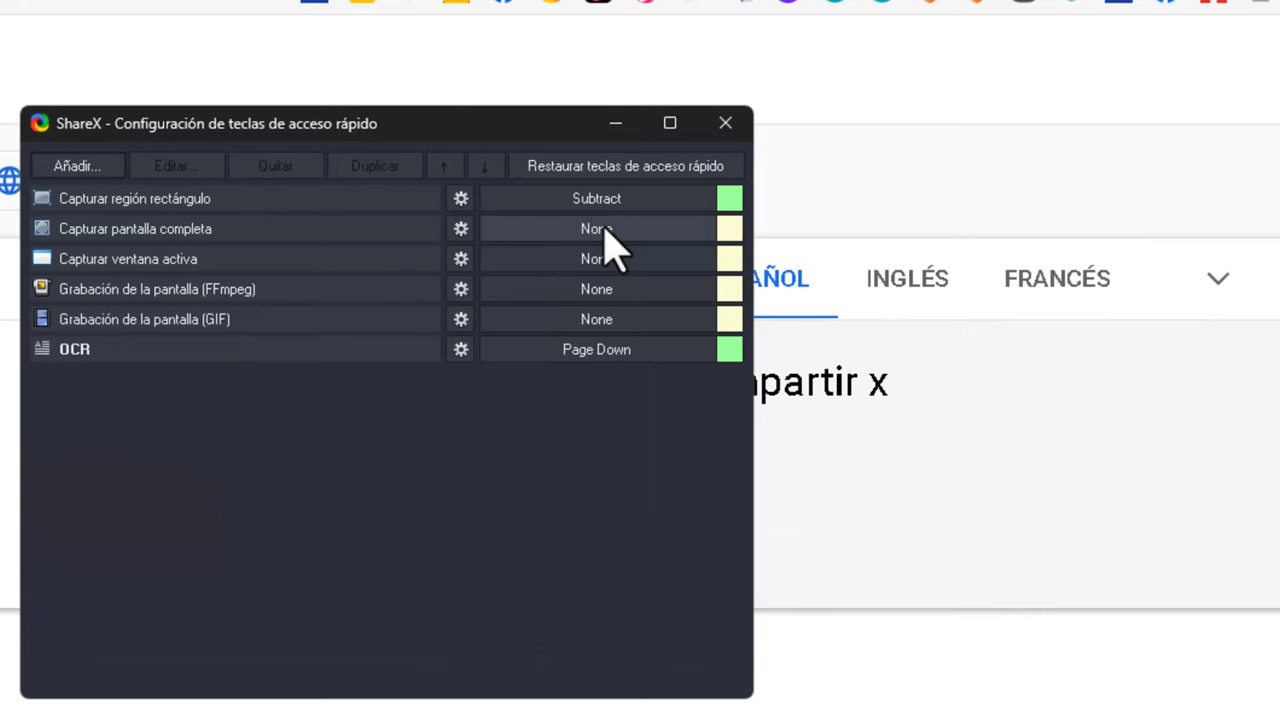 ShareX - Configuración de teclas de acceso rápido
Añadir... Editar... Quitar Duplicar ↑ ↓ Restaurar teclas de acceso rápido
Capturar región rectángulo Subtract
Capturar pantalla completa None
Capturar ventana activa
Grabación de la pantalla (FFmpeg) None
Grabación de la pantalla (GIF) None
OCR Page Down
INGLÉS FRANCÉS
x